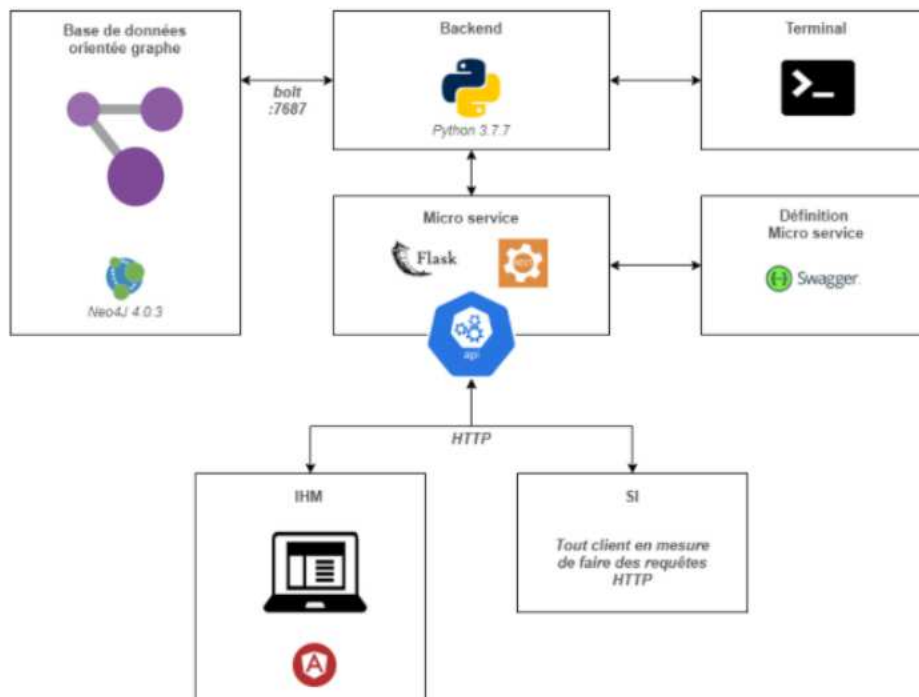 Base de données
orientée graphe
Neo4J 4.0.3
bolt
:7687
Backend
Python 3.7.7
Terminal
>_
Micro service
Flask
REST
api
Définition
Micro service
{--}
Swagger.
HTTP
IHM
A
SI
Tout client en mesure
de faire des requêtes
HTTP